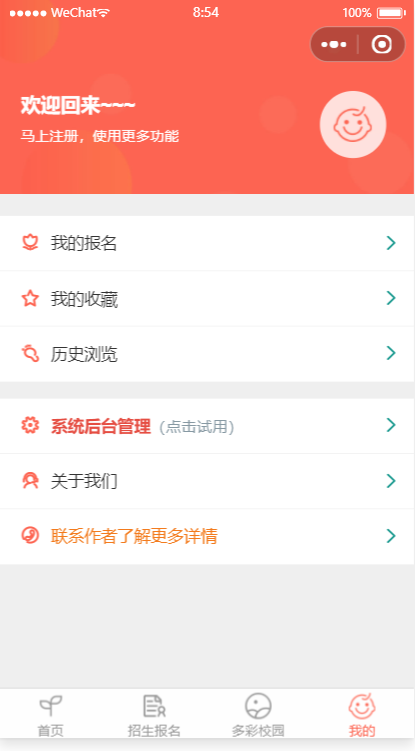 WeChat 8:54 100%
欢迎回来~~~
马上注册，使用更多功能
我的报名
我的收藏
历史浏览
系统后台管理（点击试用）
关于我们
联系作者了解更多详情
首页 招生报名 多彩校园 我的